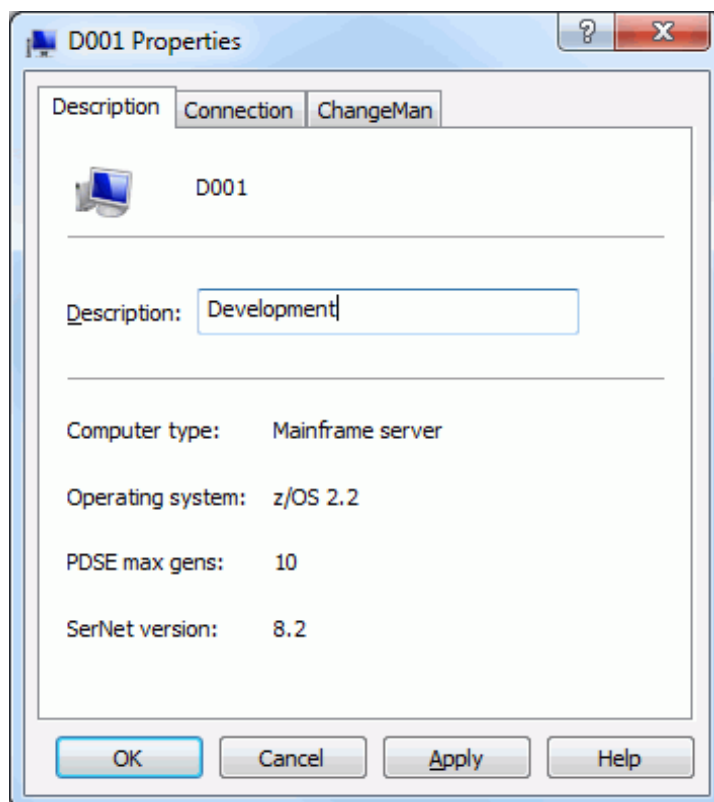 D001 Properties
?
X
Description Connection ChangeMan
D001
Description: Development
Computer type: Mainframe server
Operating system: z/OS 2.2
PDSE max gens: 10
SerNet version: 8.2
OK Cancel Apply Help